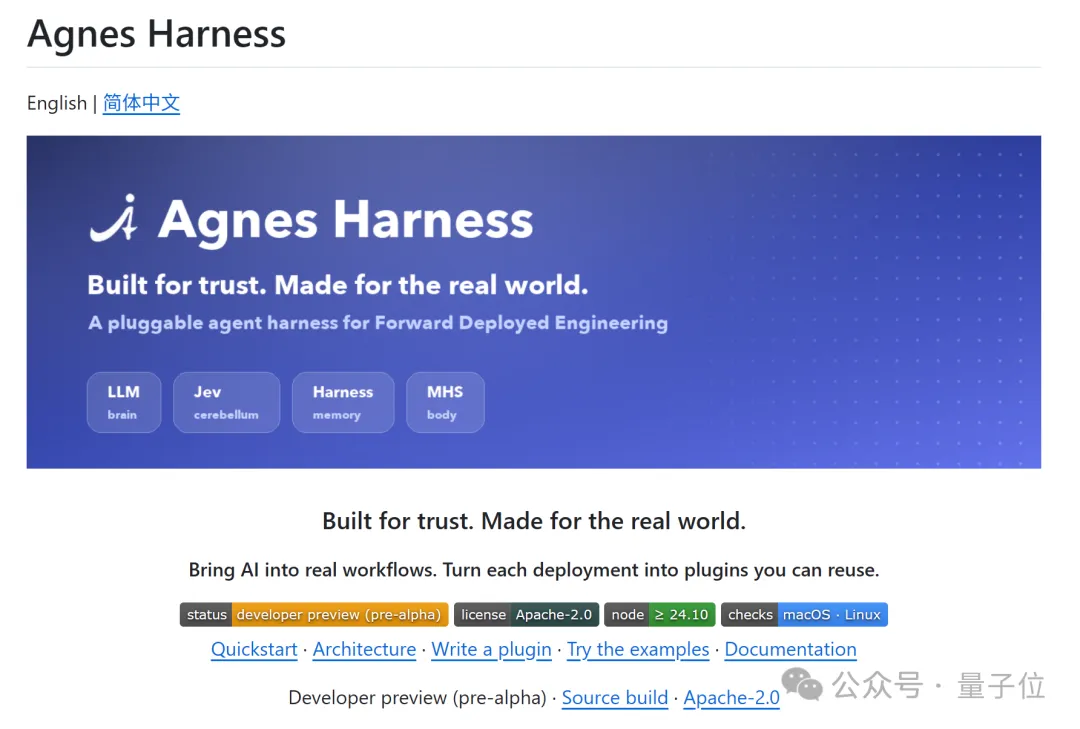 Agnes Harness
English | 简体中文
Agnes Harness
Built for trust. Made for the real world.
A pluggable agent harness for Forward Deployed Engineering
LLM Jev Harness MHS
brain cerebellum memory body
Built for trust. Made for the real world.
Bring AI into real workflows. Turn each deployment into plugins you can reuse.
status developer preview (pre-alpha) license Apache-2.0 node ≥ 24.10 checks macOS · Linux
Quickstart · Architecture · Write a plugin · Try the examples · Documentation
Developer preview (pre-alpha) · Source build · Apache-2.0
公众号 · 量子位